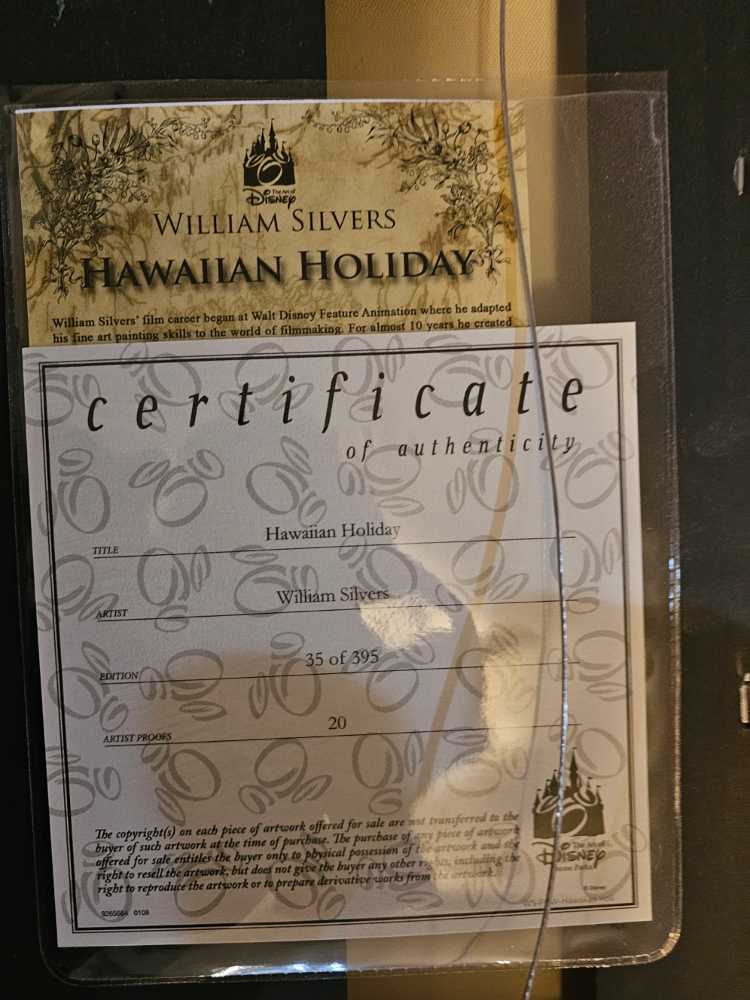 The Art of
Disney
William Silvers
Hawaiian Holiday
William Silvers' film career began at Walt Disney Feature Animation where he adapted
his fine art painting skills to the world of filmmaking. For almost 10 years he created
certificate
of authenticity
TITLE Hawaiian Holiday
ARTIST William Silvers
EDITION 35 of 395
ARTIST PROOFS 20
The copyright(s) on each piece of artwork offered for sale are not transferred to the
buyer of such artwork at the time of purchase. The purchase of any piece of artwork
offered for sale entitles the buyer only to physical possession of the artwork and the
right to resell the artwork, but does not give the buyer any other rights, including the
right to reproduce the artwork or to prepare derivative works from the artwork.
The Art of
Disney
Theme Parks
© Disney
9265664 0108